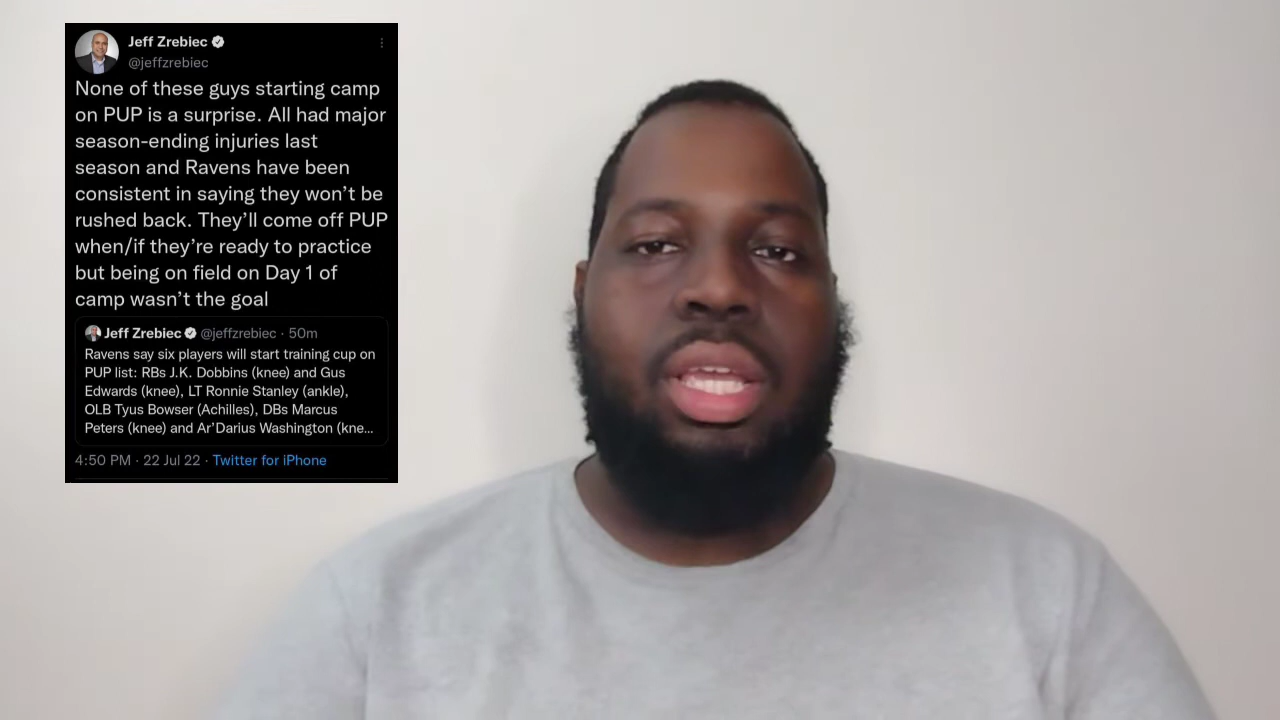 Jeff Zrebiec
@jeffzrebiec
None of these guys starting camp
on PUP is a surprise. All had major
season-ending injuries last
season and Ravens have been
consistent in saying they won’t be
rushed back. They’ll come off PUP
when/if they’re ready to practice
but being on field on Day 1 of
camp wasn’t the goal
Jeff Zrebiec @jeffzrebiec · 50m
Ravens say six players will start training cup on
PUP list: RBs J.K. Dobbins (knee) and Gus
Edwards (knee), LT Ronnie Stanley (ankle),
OLB Tyus Bowser (Achilles), DBs Marcus
Peters (knee) and Ar’Darius Washington (kne...
4:50 PM · 22 Jul 22 · Twitter for iPhone